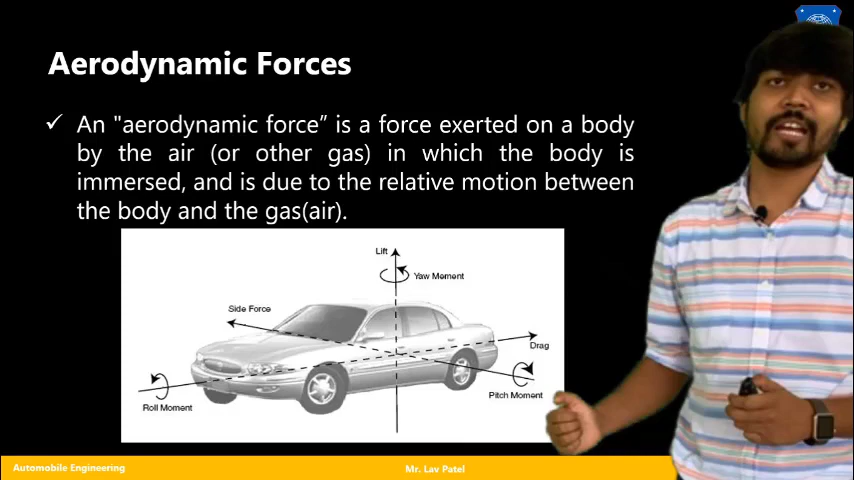 Aerodynamic Forces
✓ An "aerodynamic force” is a force exerted on a body
by the air (or other gas) in which the body is
immersed, and is due to the relative motion between
the body and the gas(air).
Lift
Yaw Moment
Side Force
Drag
Pitch Moment
Roll Moment
Automobile Engineering
Mr. Lav Patel